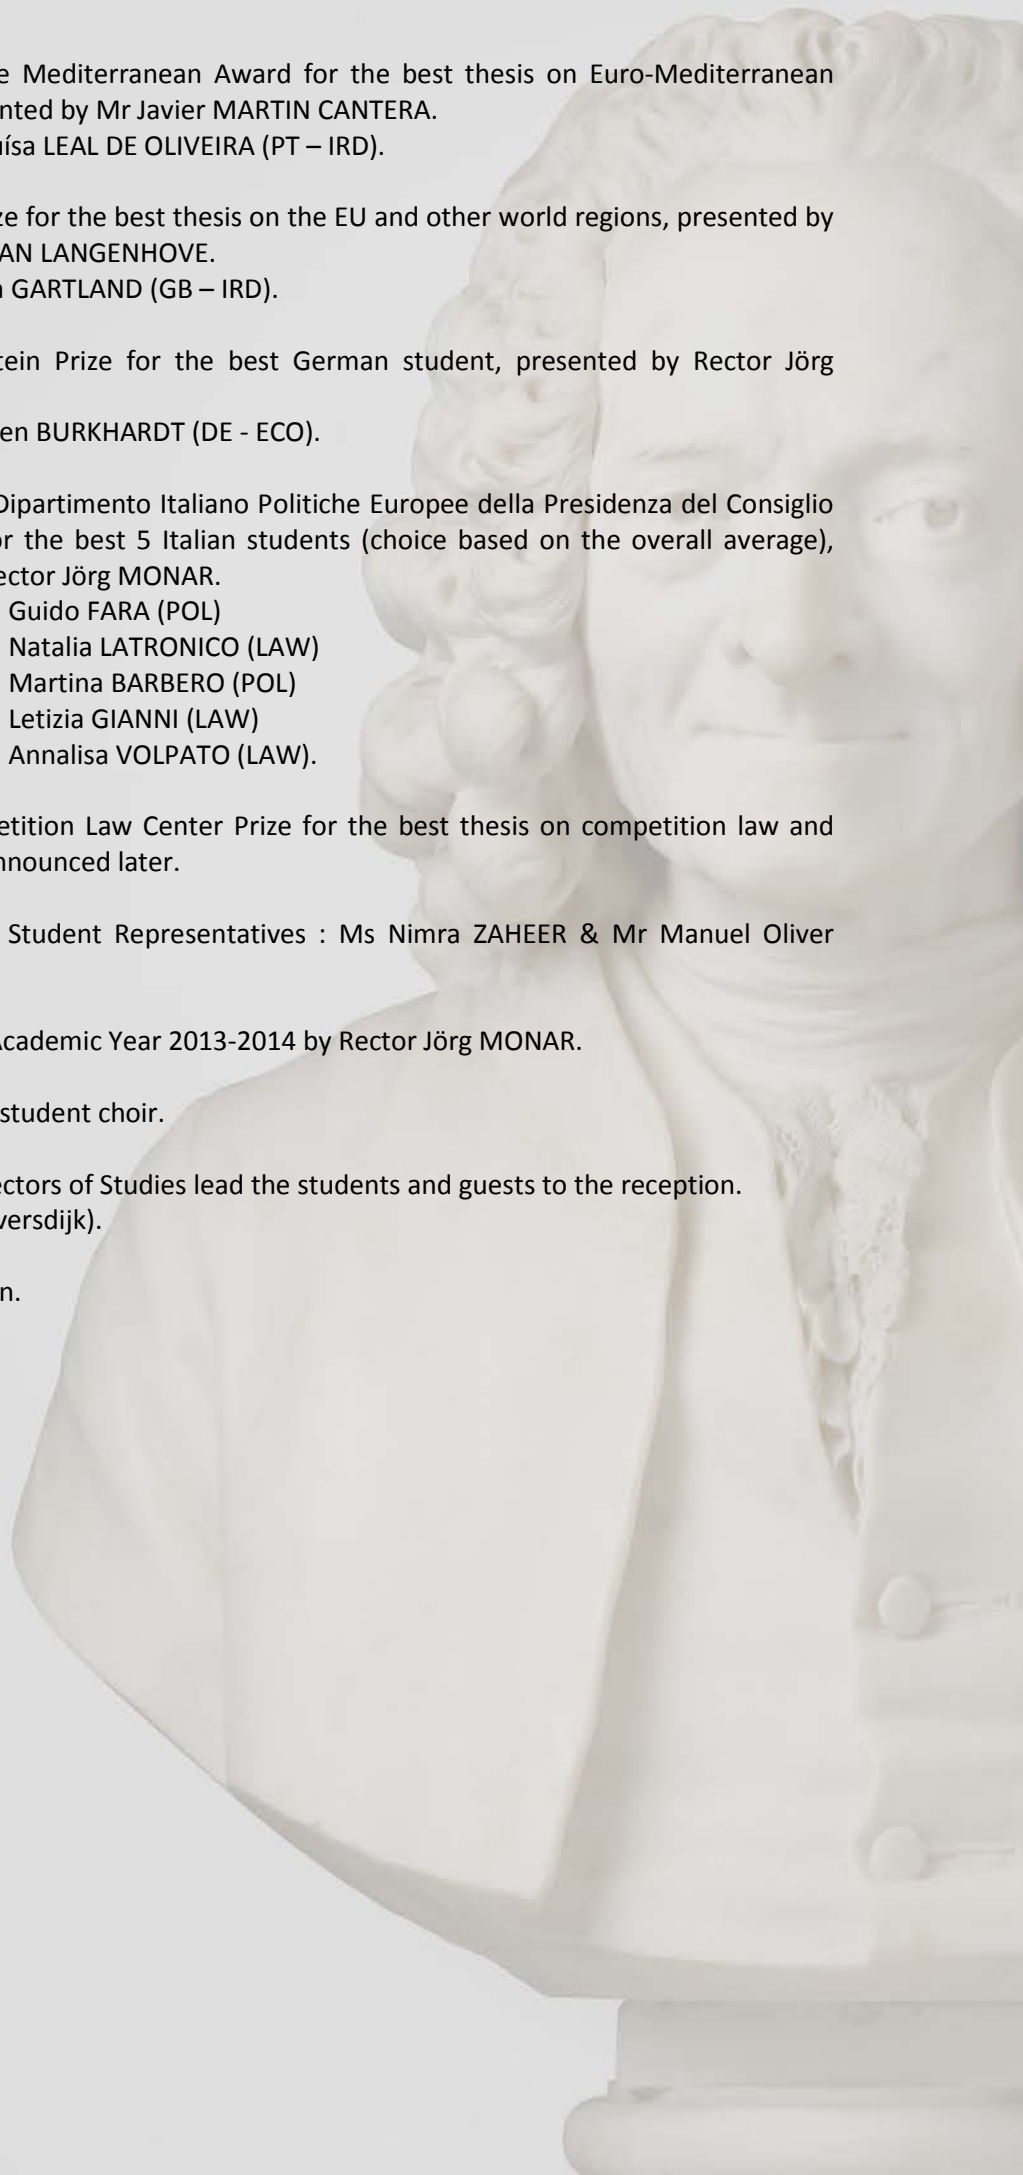 e Mediterranean Award for the best thesis on Euro-Mediterranean
nted by Mr Javier MARTIN CANTERA.
uísa LEAL DE OLIVEIRA (PT – IRD).
ze for the best thesis on the EU and other world regions, presented by
AN LANGENHOVE.
n GARTLAND (GB – IRD).
tein Prize for the best German student, presented by Rector Jörg
en BURKHARDT (DE - ECO).
Dipartimento Italiano Politiche Europee della Presidenza del Consiglio
or the best 5 Italian students (choice based on the overall average),
ector Jörg MONAR.
Guido FARA (POL)
Natalia LATRONICO (LAW)
Martina BARBERO (POL)
Letizia GIANNI (LAW)
Annalisa VOLPATO (LAW).
etition Law Center Prize for the best thesis on competition law and
nnounced later.
Student Representatives : Ms Nimra ZAHEER & Mr Manuel Oliver
Academic Year 2013-2014 by Rector Jörg MONAR.
student choir.
ectors of Studies lead the students and guests to the reception.
versdijk).
n.